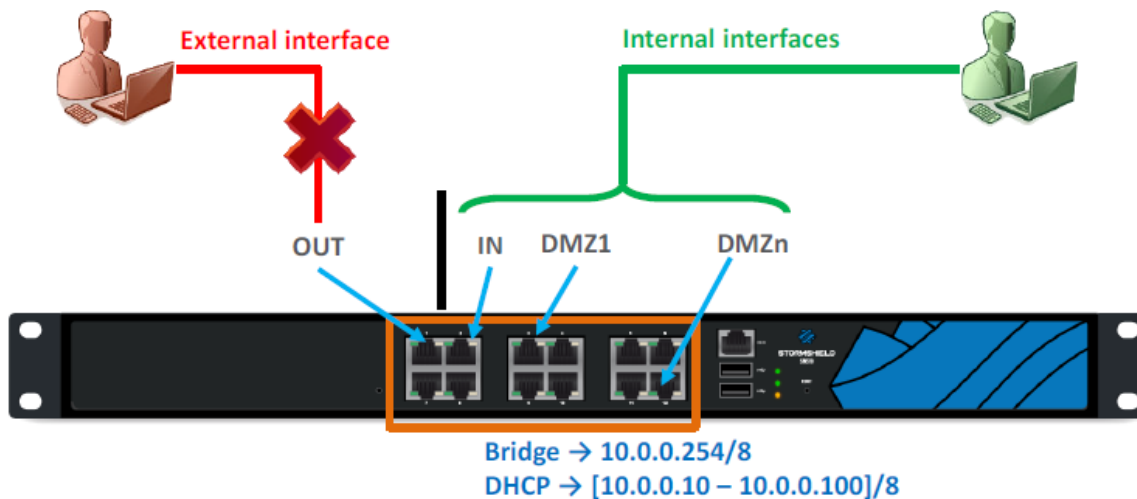 External interface
Internal interfaces
OUT
IN
DMZ1
DMZn
STORMSHIELD
Bridge → 10.0.0.254/8
DHCP → [10.0.0.10 – 10.0.0.100]/8